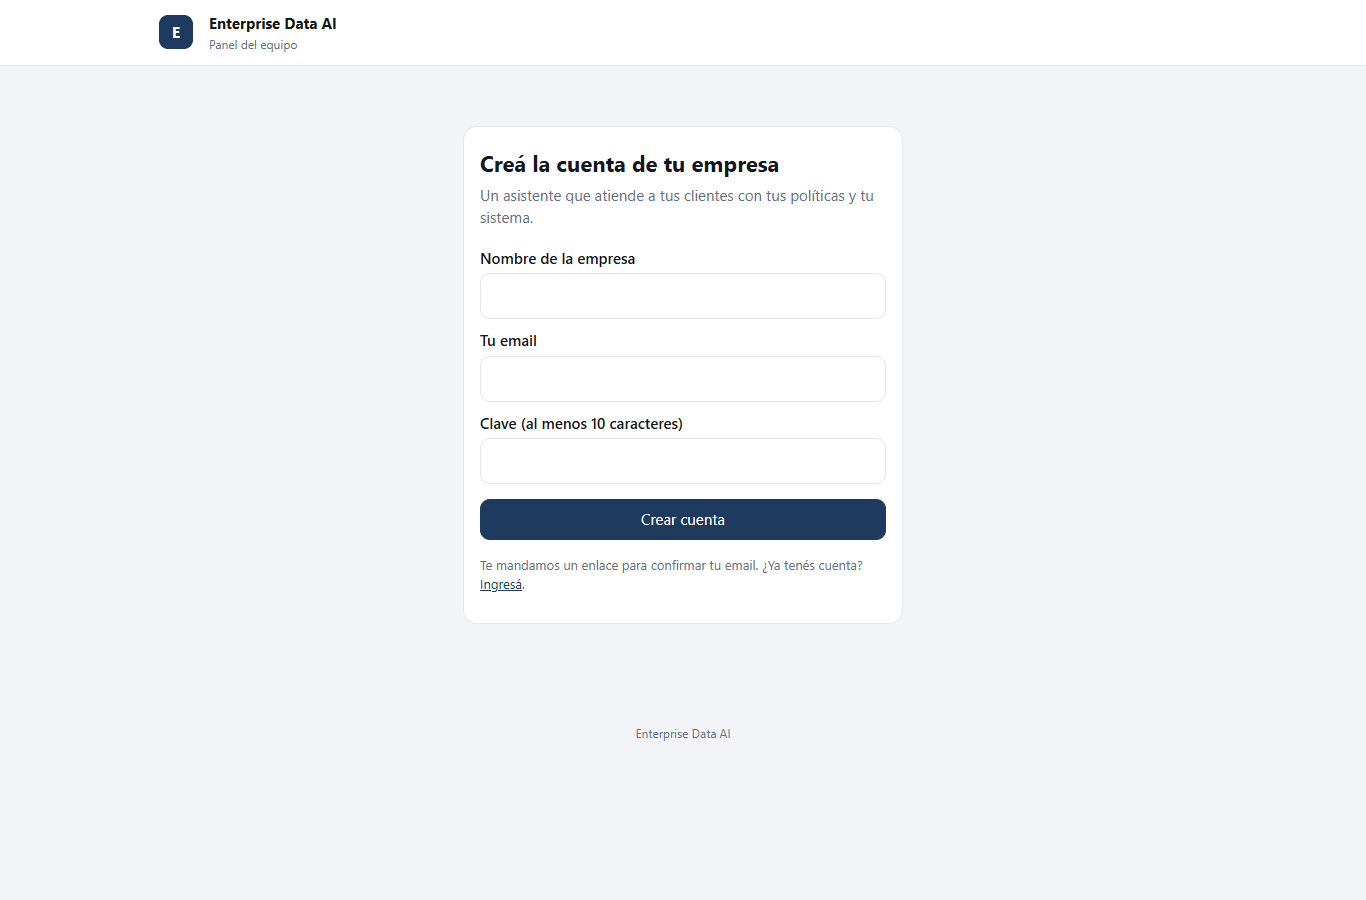 E
Enterprise Data AI
Panel del equipo
Creá la cuenta de tu empresa
Un asistente que atiende a tus clientes con tus políticas y tu
sistema.
Nombre de la empresa
Tu email
Clave (al menos 10 caracteres)
Crear cuenta
Te mandamos un enlace para confirmar tu email. ¿Ya tenés cuenta?
Ingresá.
Enterprise Data AI